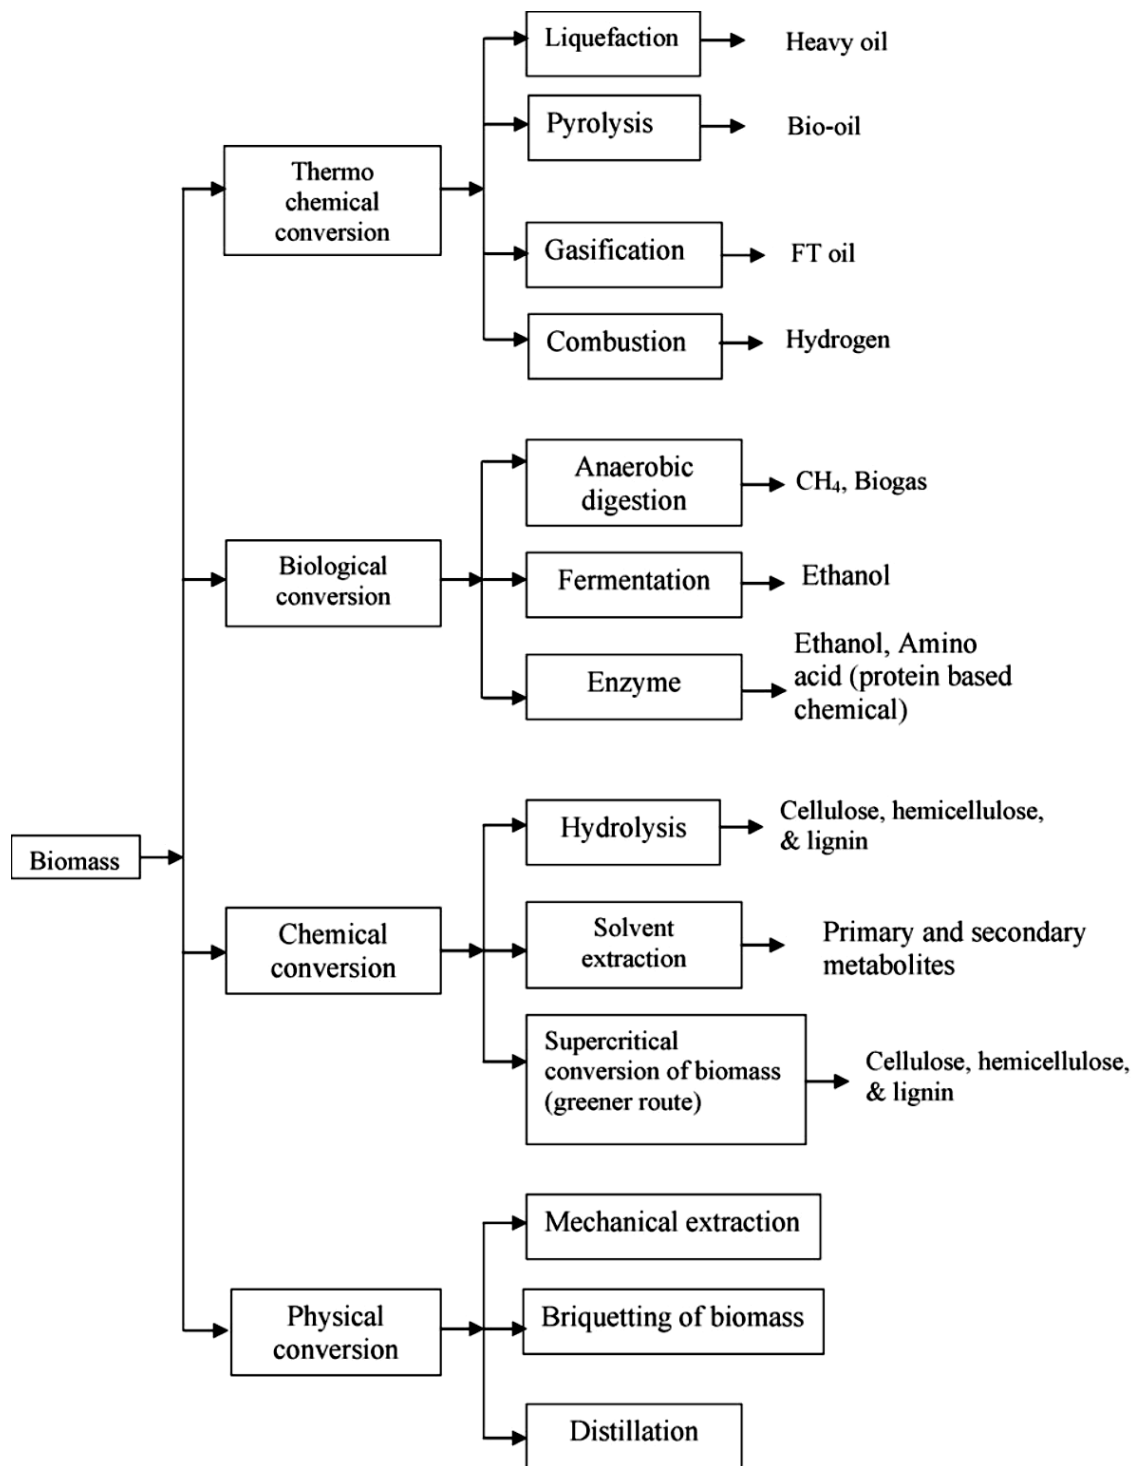 Liquefaction
Heavy oil
Pyrolysis
Bio-oil
Thermo
chemical
conversion
Gasification
FT oil
Combustion
Hydrogen
Anaerobic
digestion
CH₄, Biogas
Biological
conversion
Fermentation
Ethanol
Enzyme
Ethanol, Amino
acid (protein based
chemical)
Biomass
Hydrolysis
Cellulose, hemicellulose,
& lignin
Chemical
conversion
Solvent
extraction
Primary and secondary
metabolites
Supercritical
conversion of biomass
(greener route)
Cellulose, hemicellulose,
& lignin
Mechanical extraction
Physical
conversion
Briquetting of biomass
Distillation